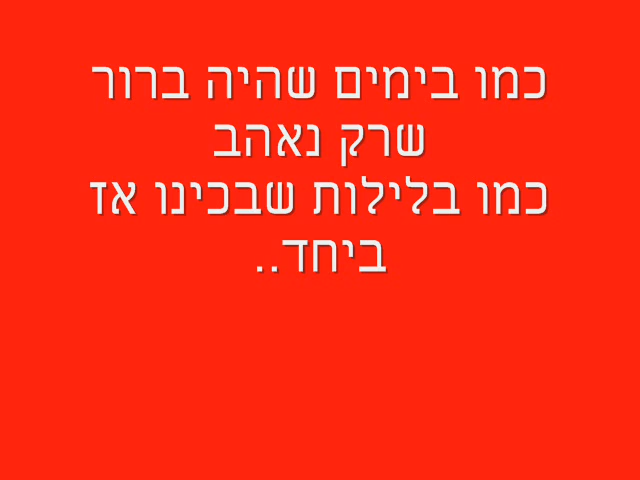 כמו בימים שהיה ברור
שרק נאהב
כמו בלילות שבכינו אז
ביחד..